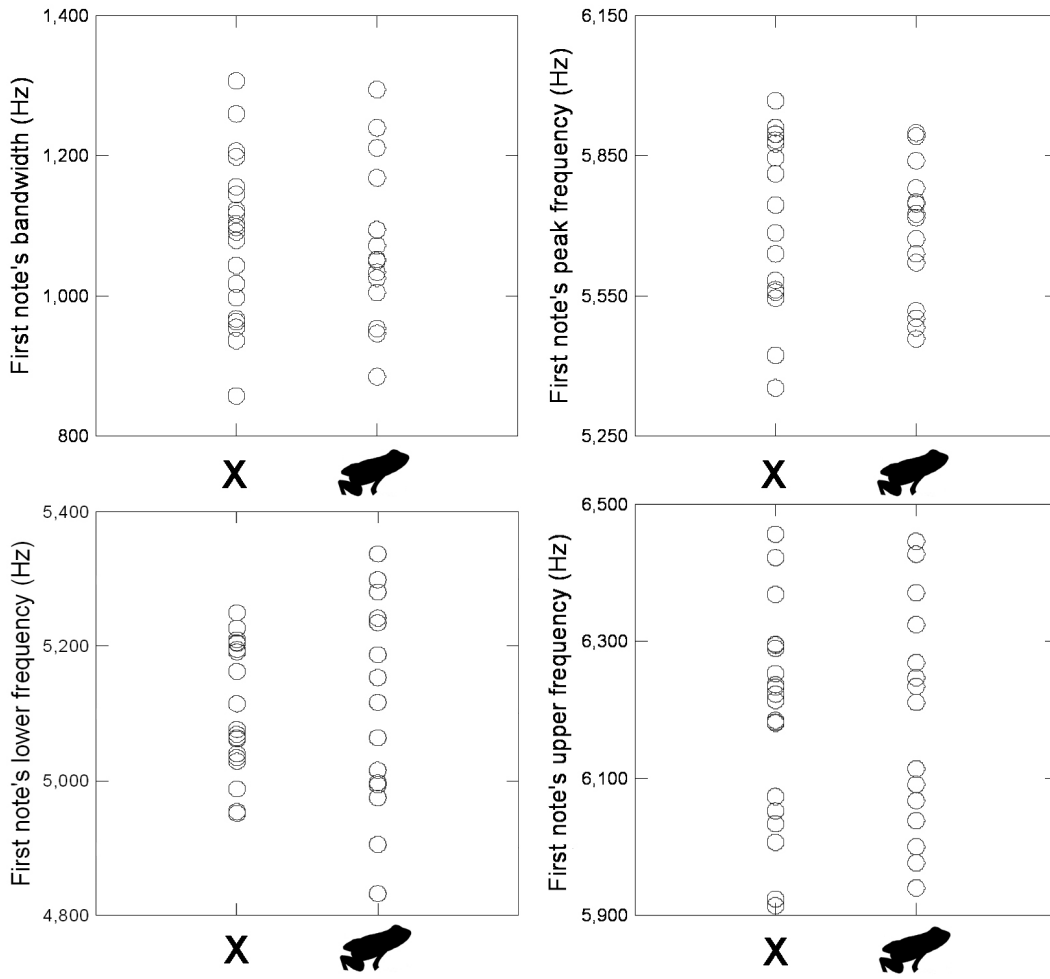 First note's bandwidth (Hz)
1,400
1,200
1,000
800
X
First note's peak frequency (Hz)
6,150
5,850
5,550
5,250
X
First note's lower frequency (Hz)
5,400
5,200
5,000
4,800
X
First note's upper frequency (Hz)
6,500
6,300
6,100
5,900
X